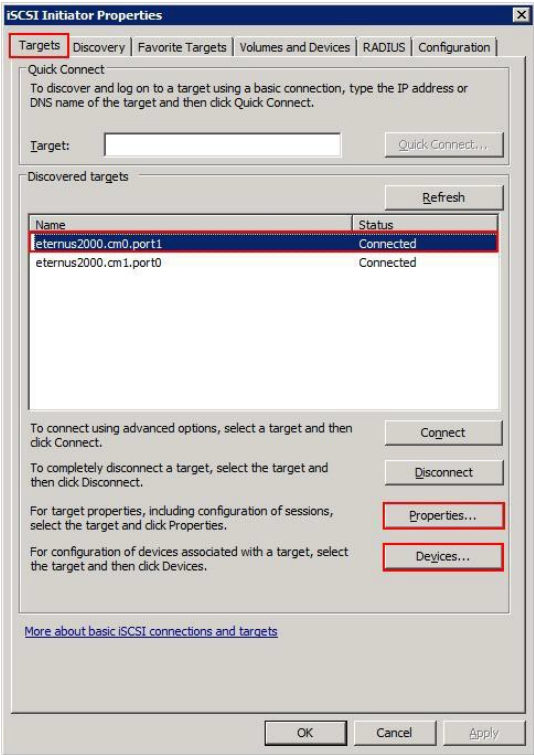 iSCSI Initiator Properties
Targets Discovery Favorite Targets Volumes and Devices RADIUS Configuration
Quick Connect
To discover and log on to a target using a basic connection, type the IP address or
DNS name of the target and then click Quick Connect.
Target:
Quick Connect...
Discovered targets
Refresh
Name Status
eternus2000.cm0.port1 Connected
eternus2000.cm1.port0 Connected
To connect using advanced options, select a target and then
click Connect.
Connect
To completely disconnect a target, select the target and
then click Disconnect.
Disconnect
For target properties, including configuration of sessions,
select the target and click Properties.
Properties...
For configuration of devices associated with a target, select
the target and then click Devices.
Devices...
More about basic iSCSI connections and targets
OK Cancel Apply